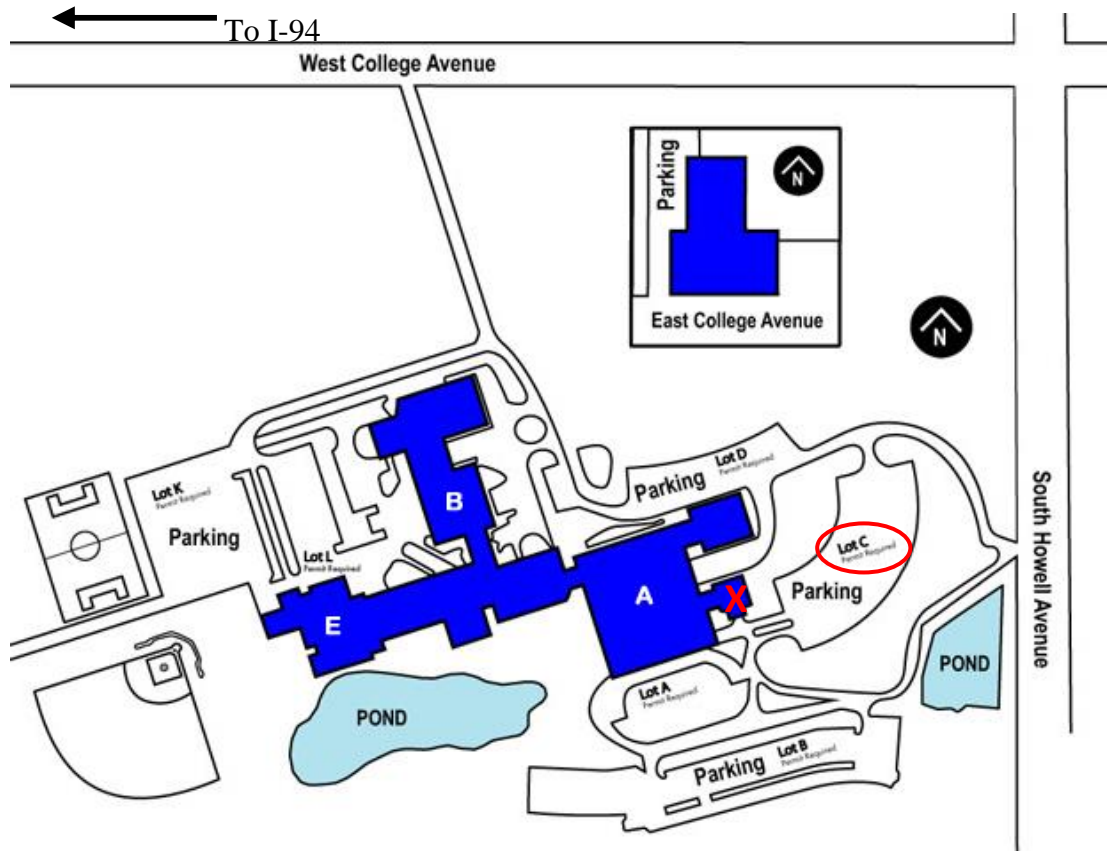 To I-94
West College Avenue
Parking
N
East College Avenue
N
South Howell Avenue
B
Lot D
Permit Required
Parking
Lot K
Permit Required
Parking
Lot L
Permit Required
Lot C
Permit Required
Parking
A
X
E
POND
POND
Lot A
Permit Required
Lot B
Permit Required
Parking